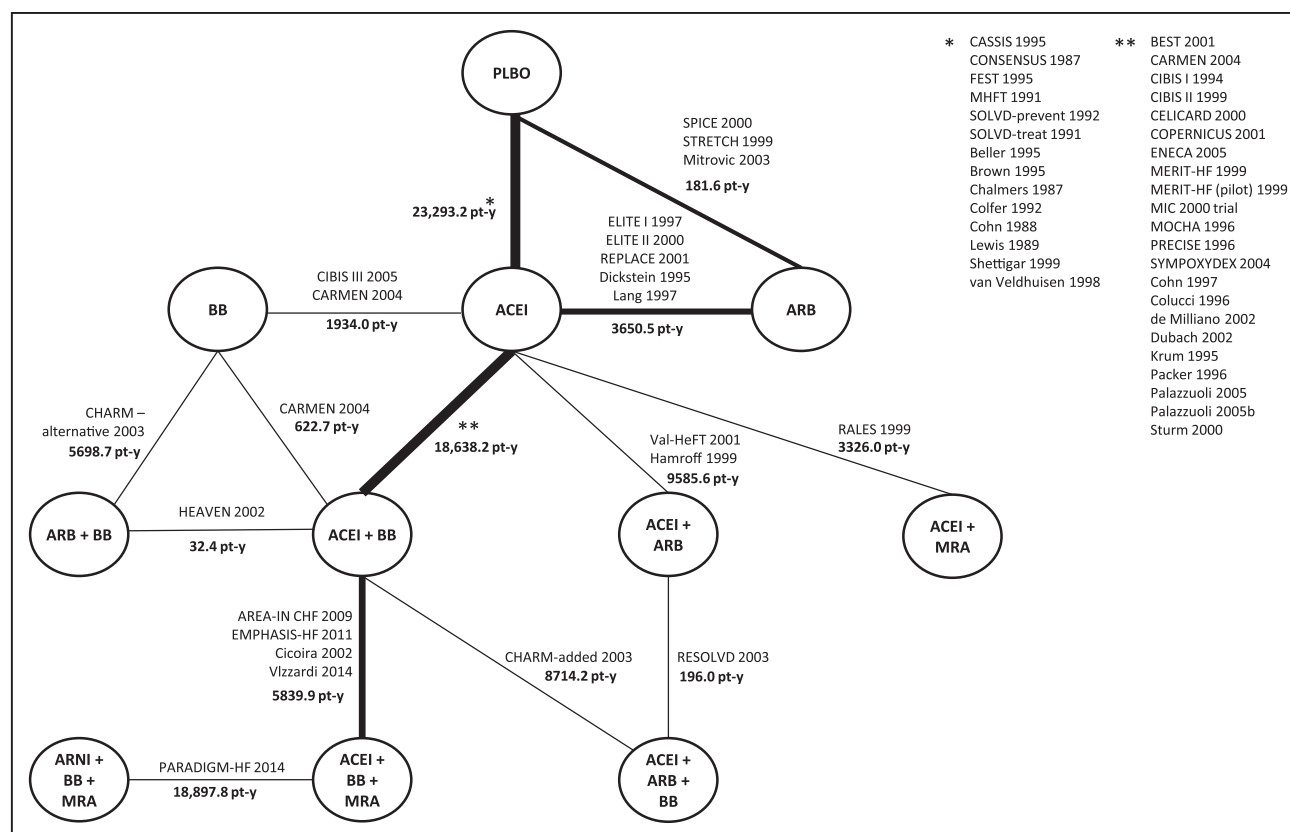 PLBO
SPICE 2000
STRETCH 1999
Mitrovic 2003
181.6 pt-y
*
23,293.2 pt-y
ELITE I 1997
ELITE II 2000
REPLACE 2001
Dickstein 1995
Lang 1997
3650.5 pt-y
CIBIS III 2005
CARMEN 2004
1934.0 pt-y
BB
ACEI
ARB
CHARM –
alternative 2003
5698.7 pt-y
CARMEN 2004
622.7 pt-y
**
18,638.2 pt-y
Val-HeFT 2001
Hamroff 1999
9585.6 pt-y
RALES 1999
3326.0 pt-y
ARB + BB
HEAVEN 2002
32.4 pt-y
ACEI + BB
ACEI +
ARB
ACEI +
MRA
AREA-IN CHF 2009
EMPHASIS-HF 2011
Cicoira 2002
Vlzzardi 2014
5839.9 pt-y
CHARM-added 2003
8714.2 pt-y
RESOLVD 2003
196.0 pt-y
ARNI +
BB +
MRA
PARADIGM-HF 2014
18,897.8 pt-y
ACEI +
BB +
MRA
ACEI +
ARB +
BB
* CASSIS 1995
CONSENSUS 1987
FEST 1995
MHFT 1991
SOLVD-prevent 1992
SOLVD-treat 1991
Beller 1995
Brown 1995
Chalmers 1987
Colfer 1992
Cohn 1988
Lewis 1989
Shettigar 1999
van Veldhuisen 1998
** BEST 2001
CARMEN 2004
CIBIS I 1994
CIBIS II 1999
CELICARD 2000
COPERNICUS 2001
ENECA 2005
MERIT-HF 1999
MERIT-HF (pilot) 1999
MIC 2000 trial
MOCHA 1996
PRECISE 1996
SYMPOXYDEX 2004
Cohn 1997
Colucci 1996
de Milliano 2002
Dubach 2002
Krum 1995
Packer 1996
Palazzuoli 2005
Palazzuoli 2005b
Sturm 2000